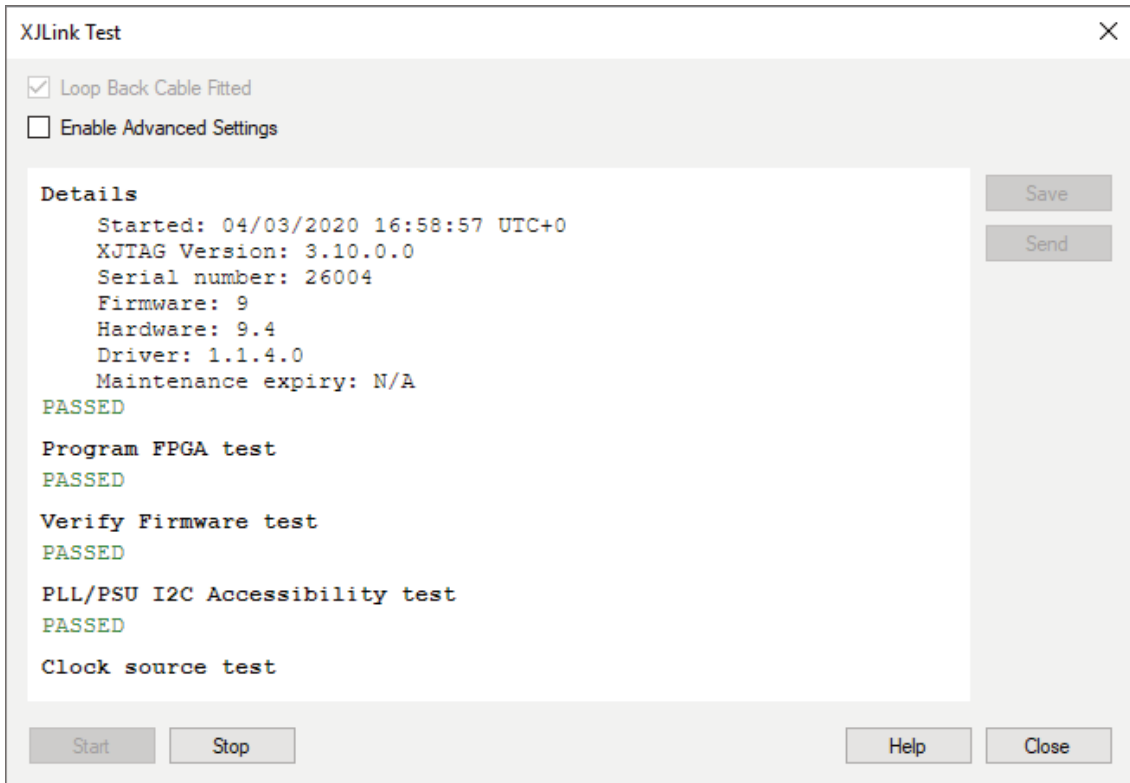 XJLink Test
Loop Back Cable Fitted
Enable Advanced Settings
Details
Started: 04/03/2020 16:58:57 UTC+0
XJTAG Version: 3.10.0.0
Serial number: 26004
Firmware: 9
Hardware: 9.4
Driver: 1.1.4.0
Maintenance expiry: N/A
PASSED
Program FPGA test
PASSED
Verify Firmware test
PASSED
PLL/PSU I2C Accessibility test
PASSED
Clock source test
Save
Send
Start
Stop
Help
Close